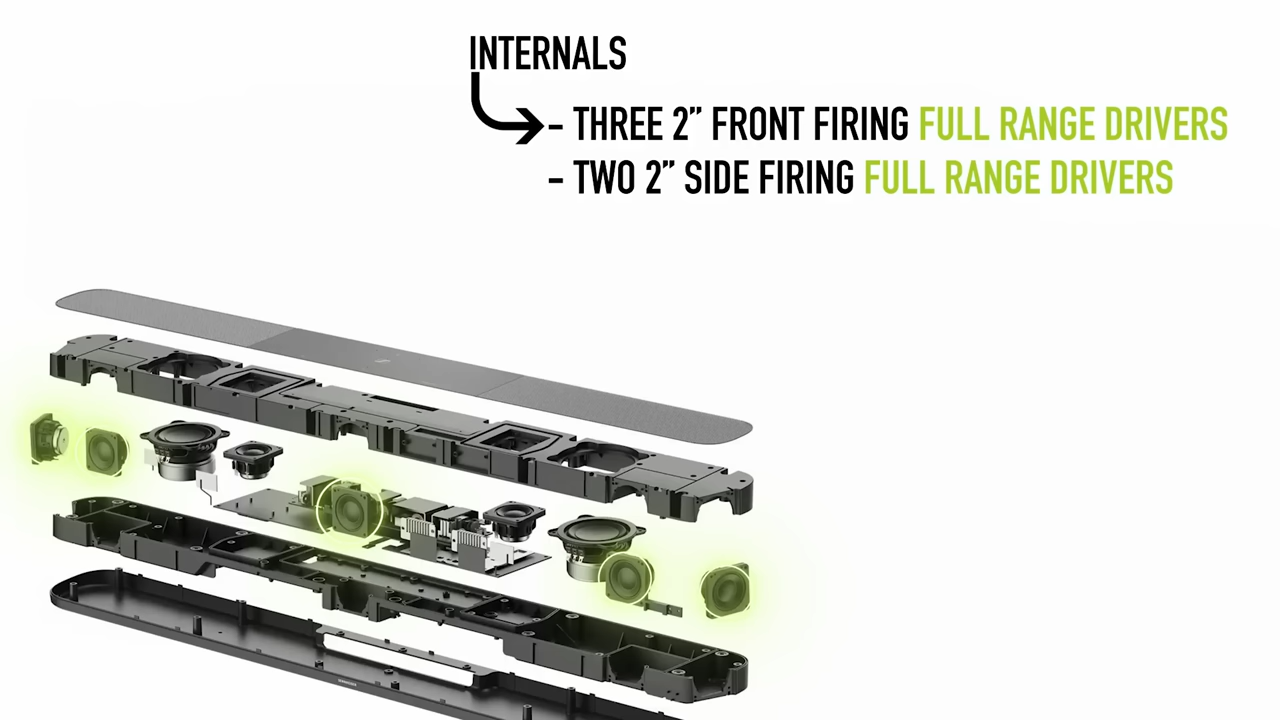 INTERNALS
- THREE 2” FRONT FIRING FULL RANGE DRIVERS
- TWO 2” SIDE FIRING FULL RANGE DRIVERS